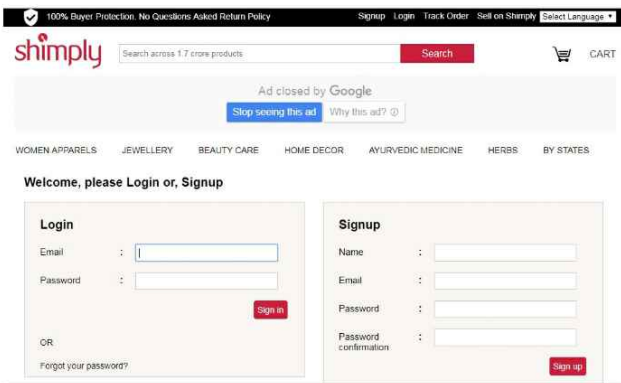 100% Buyer Protection. No Questions Asked Return Policy Signup Login Track Order Sell on Shimply Select Language
shimply Search across 1.7 crore products Search CART
Ad closed by Google
Stop seeing this ad Why this ad?
WOMEN APPARELS JEWELLERY BEAUTY CARE HOME DECOR AYURVEDIC MEDICINE HERBS BY STATES
Welcome, please Login or, Signup
Login
Email :
Password :
Sign in
OR
Forgot your password?
Signup
Name :
Email :
Password :
Password :
confirmation
Sign up